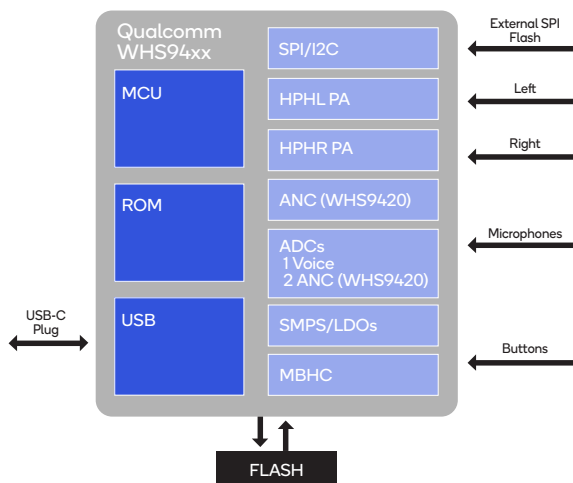 Qualcomm
WHS94xx
MCU
ROM
USB
SPI/I2C
HPHL PA
HPHR PA
ANC (WHS9420)
ADCs
1 Voice
2 ANC (WHS9420)
SMPS/LDOs
MBHC
External SPI
Flash
Left
Right
Microphones
Buttons
USB-C
Plug
FLASH